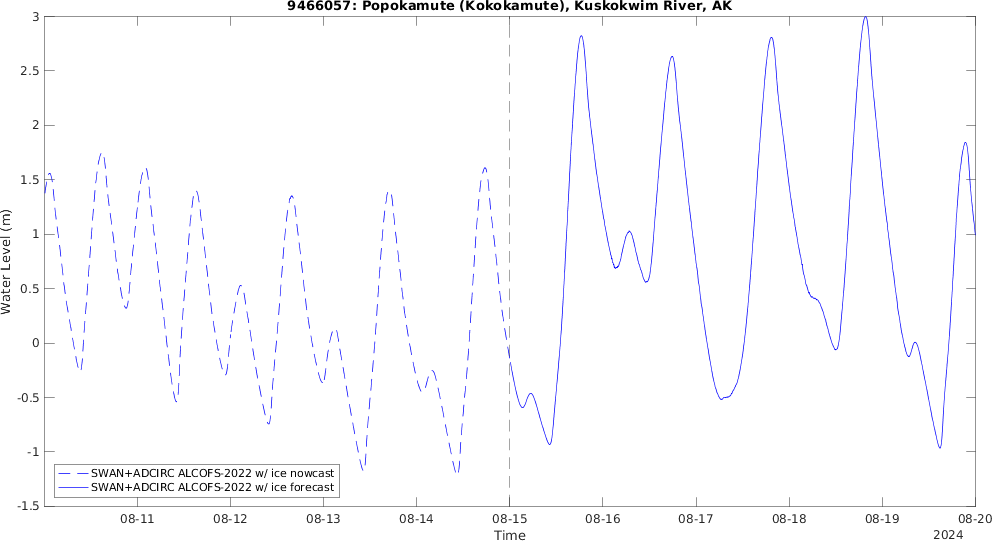 9466057: Popokamute (Kokokamute), Kuskokwim River, AK
3
2.5
2
1.5
1
0.5
0
-0.5
-1
-1.5
Water Level (m)
SWAN+ADCIRC ALCOFS-2022 w/ ice nowcast
SWAN+ADCIRC ALCOFS-2022 w/ ice forecast
08-11 08-12 08-13 08-14 08-15 08-16 08-17 08-18 08-19 08-20
Time
2024